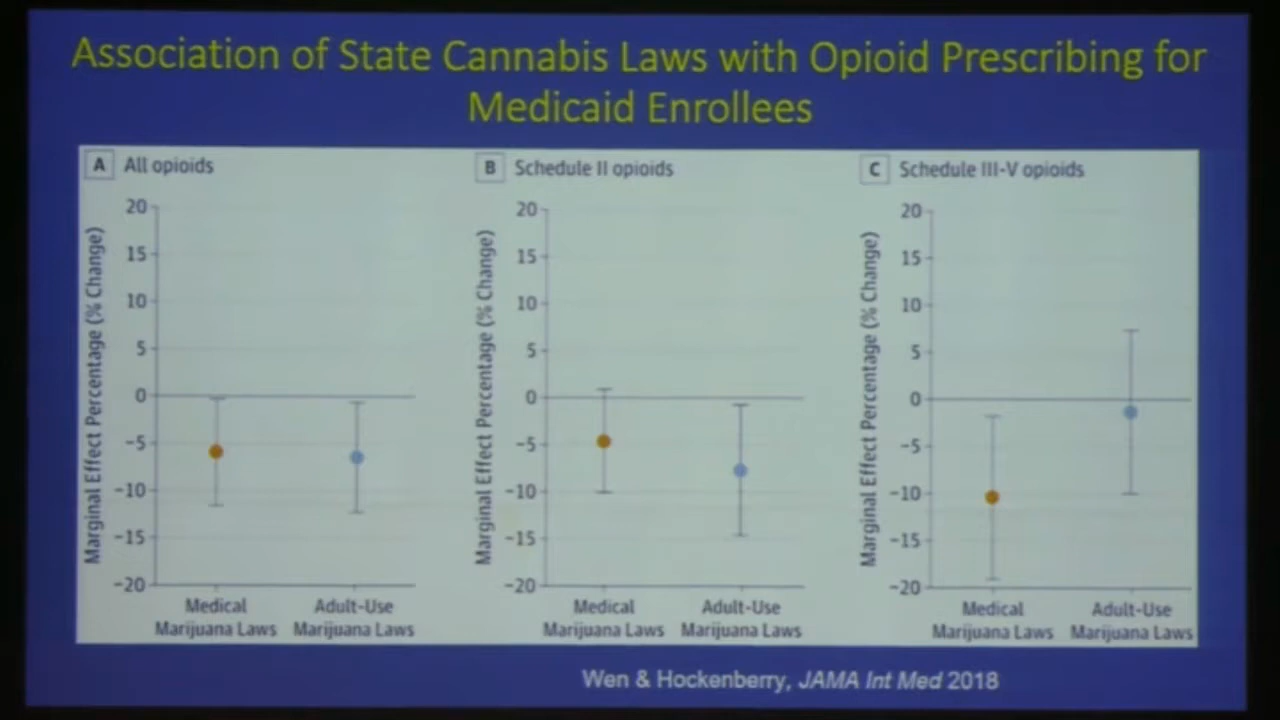 Association of State Cannabis Laws with Opioid Prescribing for
Medicaid Enrollees
A All opioids
Marginal Effect Percentage (% Change)
20
15
10
5
0
−5
−10
−15
−20
Medical
Marijuana Laws
Adult-Use
Marijuana Laws
B Schedule II opioids
Marginal Effect Percentage (% Change)
20
15
10
5
0
−5
−10
−15
−20
Medical
Marijuana Laws
Adult-Use
Marijuana Laws
C Schedule III-V opioids
Marginal Effect Percentage (% Change)
20
15
10
5
0
−5
−10
−15
−20
Medical
Marijuana Laws
Adult-Use
Marijuana Laws
Wen & Hockenberry, JAMA Int Med 2018